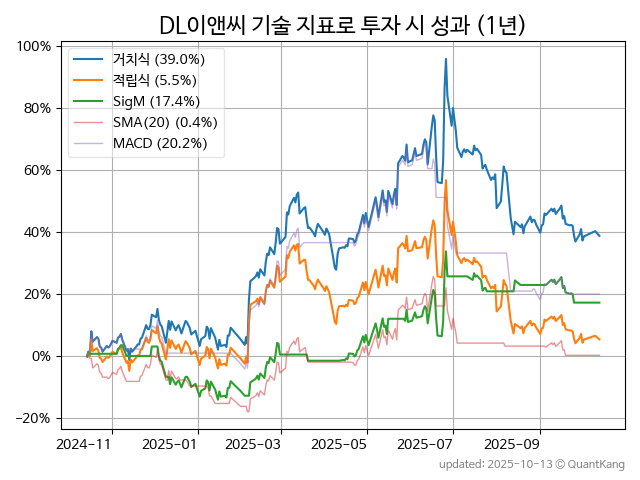 DL이앤씨 기술 지표로 투자 시 성과 (1년)
100%
80%
60%
40%
20%
0%
−20%
거치식 (39.0%)
적립식 (5.5%)
SigM (17.4%)
SMA(20) (0.4%)
MACD (20.2%)
2024-11
2025-01
2025-03
2025-05
2025-07
2025-09
updated: 2025-10-13 © QuantKang